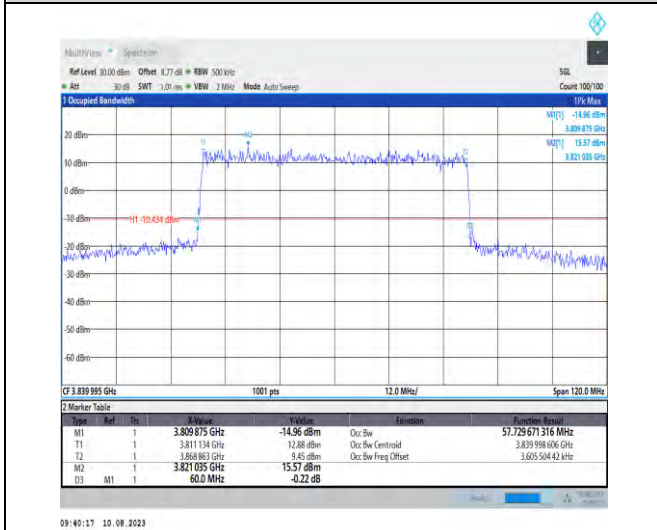 MultiView Spectrum
Ref Level 30.00 dBm Offset 8.77 dB RBW 500 kHz SGL
Att 30 dB SWT 1.01 ms VBW 2 MHz Mode Auto Sweep Count 100/100
1 Occupied Bandwidth 1Pk Max
M1[1] -14.96 dBm
3.809 875 GHz
M2[1] 15.57 dBm
3.821 035 GHz
20 dBm
10 dBm
0 dBm
-10 dBm
H1 -10.434 dBm
-20 dBm
-30 dBm
-40 dBm
-50 dBm
-60 dBm
CF 3.839 995 GHz 1001 pts 12.0 MHz/ Span 120.0 MHz
2 Marker Table
Type Ref Trc X-Value Y-Value Function Function Result
M1 1 3.809 875 GHz -14.96 dBm Occ Bw 57.729 671 316 MHz
T1 1 3.811 134 GHz 12.88 dBm Occ Bw Centroid 3.839 998 606 GHz
T2 1 3.868 863 GHz 9.45 dBm Occ Bw Freq Offset 3.605 504 42 kHz
M2 1 3.821 035 GHz 15.57 dBm
D3 M1 1 60.0 MHz -0.22 dB
09:40:17 10.08.2023